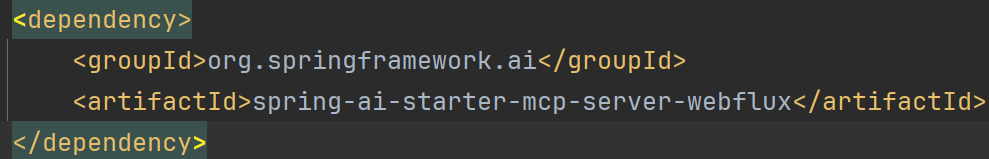 <dependency>
    <groupId>org.springframework.ai</groupId>
    <artifactId>spring-ai-starter-mcp-server-webflux</artifactId>
</dependency>